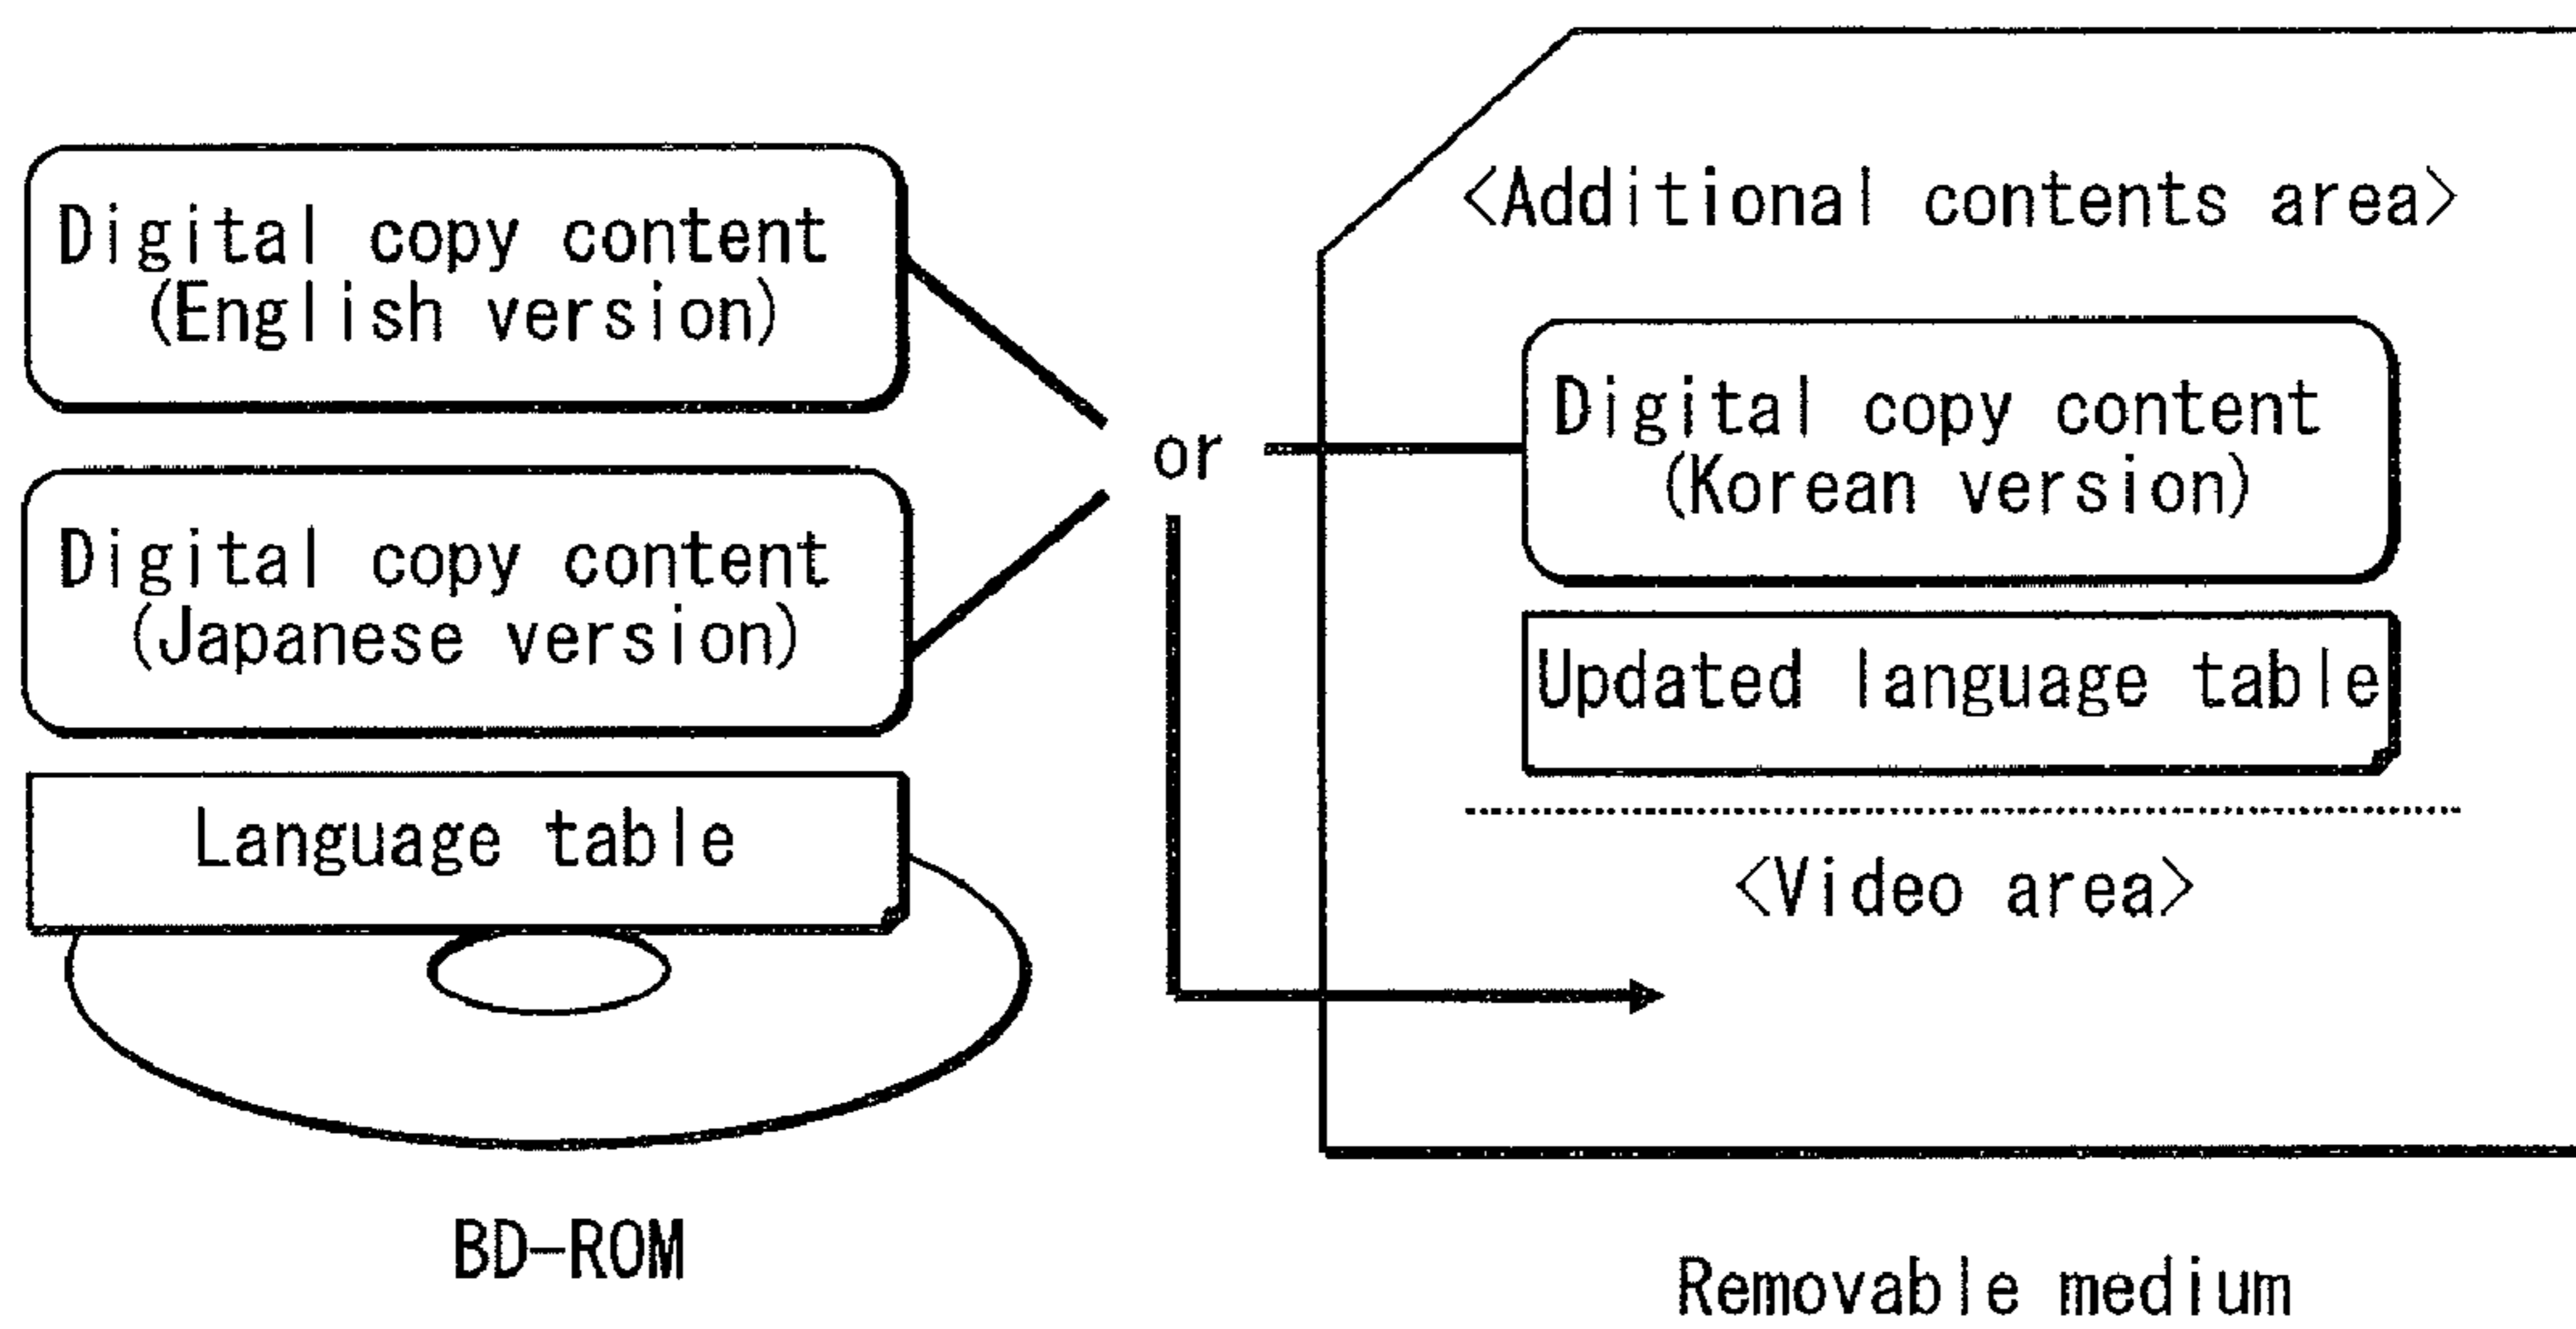 Digital copy content
(English version)
Digital copy content
(Japanese version)
Language table
BD-ROM
or
<Additional contents area>
Digital copy content
(Korean version)
Updated language table
<Video area>
Removable medium